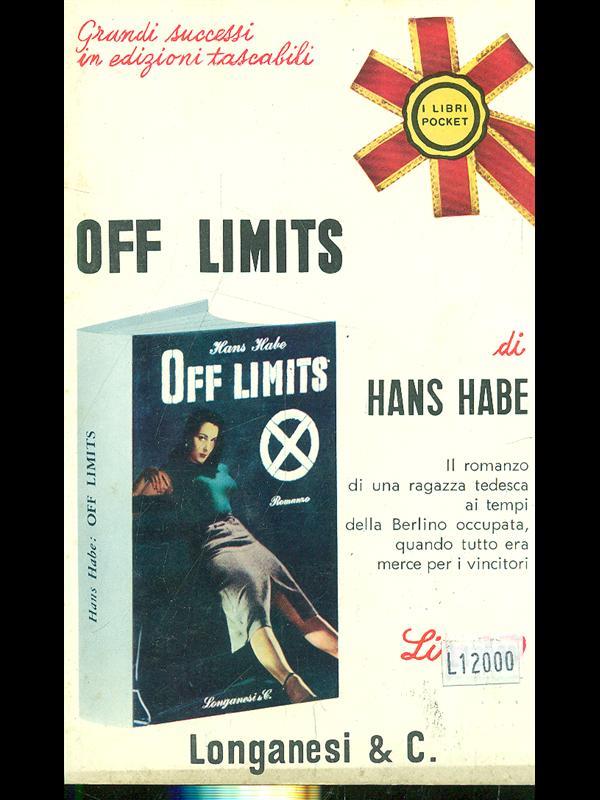 Grandi successi
in edizioni tascabili
I LIBRI
POCKET
OFF LIMITS
Hans Habe
OFF LIMITS
Romanzo
Hans Habe: OFF LIMITS
Longanesi & C.
di
HANS HABE
Il romanzo
di una ragazza tedesca
ai tempi
della Berlino occupata,
quando tutto era
merce per i vincitori
L12000
Longanesi & C.